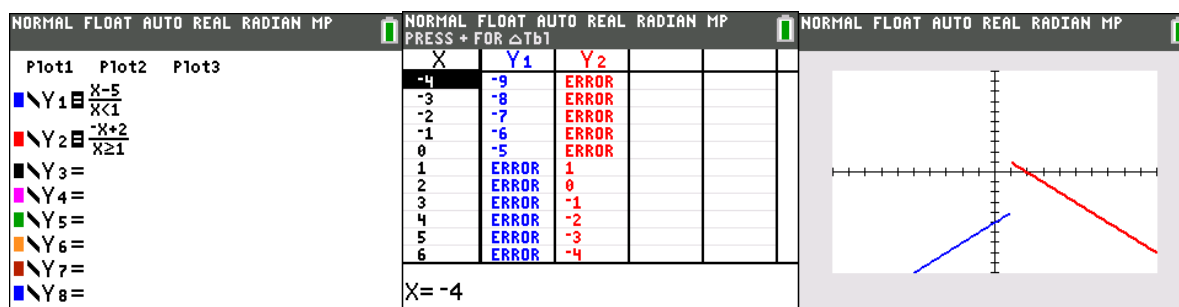 NORMAL FLOAT AUTO REAL RADIAN MP
Plot1 Plot2 Plot3
\Y1=X-5/X<1
\Y2=-X+2/X≥1
\Y3=
\Y4=
\Y5=
\Y6=
\Y7=
\Y8=
NORMAL FLOAT AUTO REAL RADIAN MP
PRESS + FOR △Tbl
X Y1 Y2
-4 -9 ERROR
-3 -8 ERROR
-2 -7 ERROR
-1 -6 ERROR
0 -5 ERROR
1 ERROR 1
2 ERROR 0
3 ERROR -1
4 ERROR -2
5 ERROR -3
6 ERROR -4
X= -4
NORMAL FLOAT AUTO REAL RADIAN MP